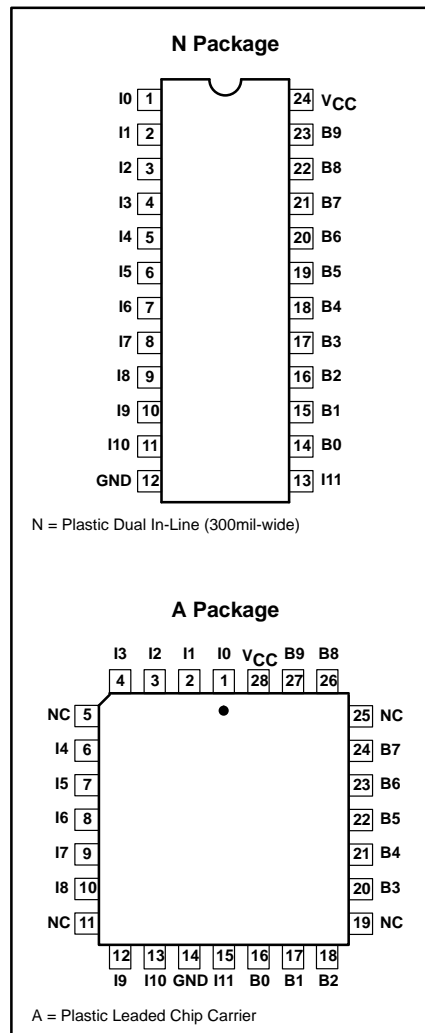 N Package
I0 1 24 VCC
I1 2 23 B9
I2 3 22 B8
I3 4 21 B7
I4 5 20 B6
I5 6 19 B5
I6 7 18 B4
I7 8 17 B3
I8 9 16 B2
I9 10 15 B1
I10 11 14 B0
GND 12 13 I11
N = Plastic Dual In-Line (300mil-wide)
A Package
I3 I2 I1 I0 VCC B9 B8
4 3 2 1 28 27 26
NC 5 25 NC
I4 6 24 B7
I5 7 23 B6
I6 8 22 B5
I7 9 21 B4
I8 10 20 B3
NC 11 19 NC
12 13 14 15 16 17 18
I9 I10 GND I11 B0 B1 B2
A = Plastic Leaded Chip Carrier